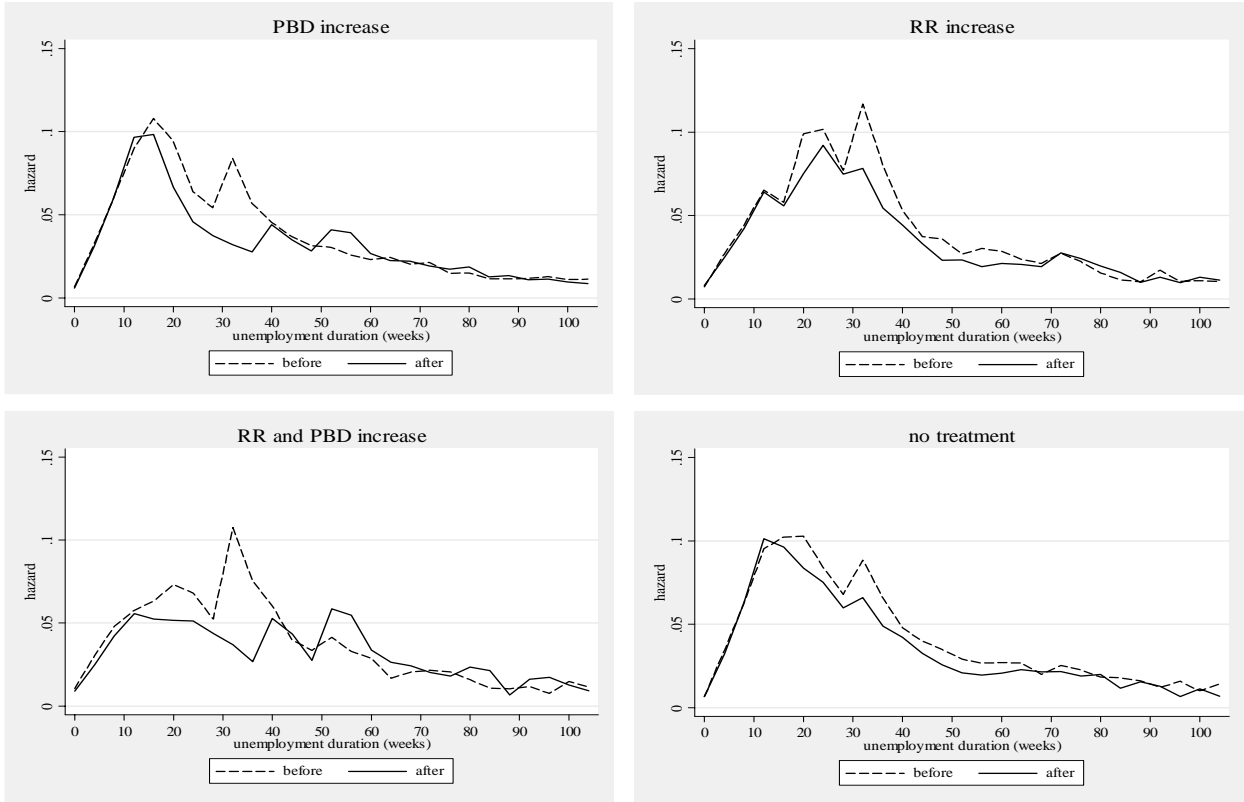 PBD increase
.15
.1
.05
0
hazard
0 10 20 30 40 50 60 70 80 90 100
unemployment duration (weeks)
before after
RR increase
.15
.1
.05
0
hazard
0 10 20 30 40 50 60 70 80 90 100
unemployment duration (weeks)
before after
RR and PBD increase
.15
.1
.05
0
hazard
0 10 20 30 40 50 60 70 80 90 100
unemployment duration (weeks)
before after
no treatment
.15
.1
.05
0
hazard
0 10 20 30 40 50 60 70 80 90 100
unemployment duration (weeks)
before after